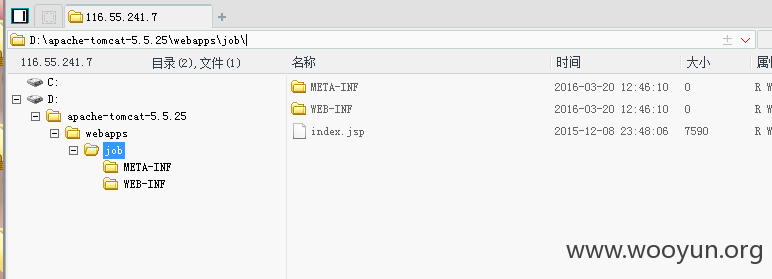 116.55.241.7
D:\apache-tomcat-5.5.25\webapps\job\
116.55.241.7 目录(2),文件(1) 名称 时间 大小
C:
D:
apache-tomcat-5.5.25
webapps
job
META-INF
WEB-INF
META-INF 2016-03-20 12:46:10 0 R W
WEB-INF 2016-03-20 12:46:10 0 R W
index.jsp 2015-12-08 23:48:06 7590 R W
www.wooyun.org